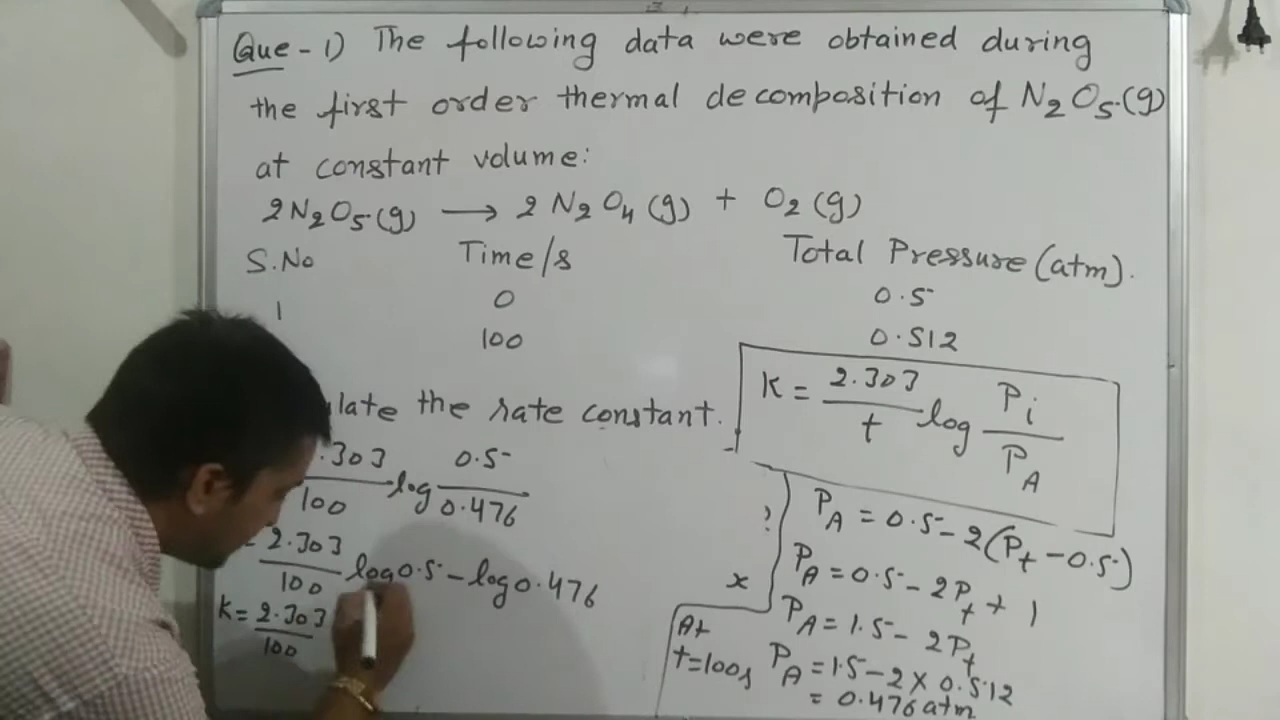 Que - 1) The following data were obtained during
the first order thermal decomposition of N₂O₅(g)
at constant volume:
2N₂O₅(g) → 2N₂O₄(g) + O₂(g)
S.No Time/s Total Pressure (atm).
1 0 0.5
100 0.512
late the rate constant.
.303/100 log 0.5/0.476
= 2.303/100 log 0.5 - log 0.476
K = 2.303/100
K = 2.303/t log Pi/PA
? PA = 0.5 - 2(Pt - 0.5)
PA = 0.5 - 2Pt + 1
x PA = 1.5 - 2Pt
At t=100s PA = 1.5 - 2 x 0.512
= 0.476 atm